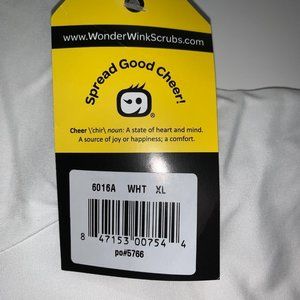 www.WonderWinkScrubs.com
Spread Good Cheer!
Cheer \'chir\ noun: A state of heart and mind.
A source of joy or happiness; a comfort.
6016A WHT XL
8 47153 00754 4
po#5766